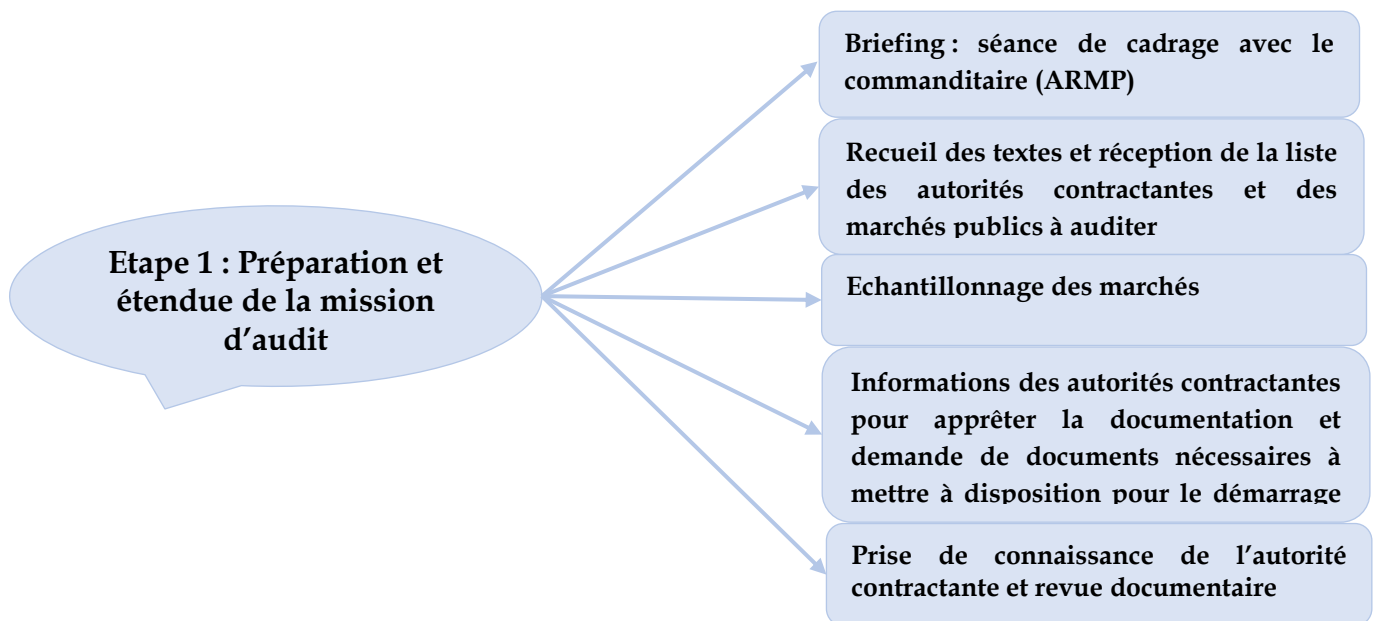 Briefing : séance de cadrage avec le
commanditaire (ARMP)
Recueil des textes et réception de la liste
des autorités contractantes et des
marchés publics à auditer
Etape 1 : Préparation et
étendue de la mission
d’audit
Echantillonnage des marchés
Informations des autorités contractantes
pour apprêter la documentation et
demande de documents nécessaires à
mettre à disposition pour le démarrage
Prise de connaissance de l’autorité
contractante et revue documentaire